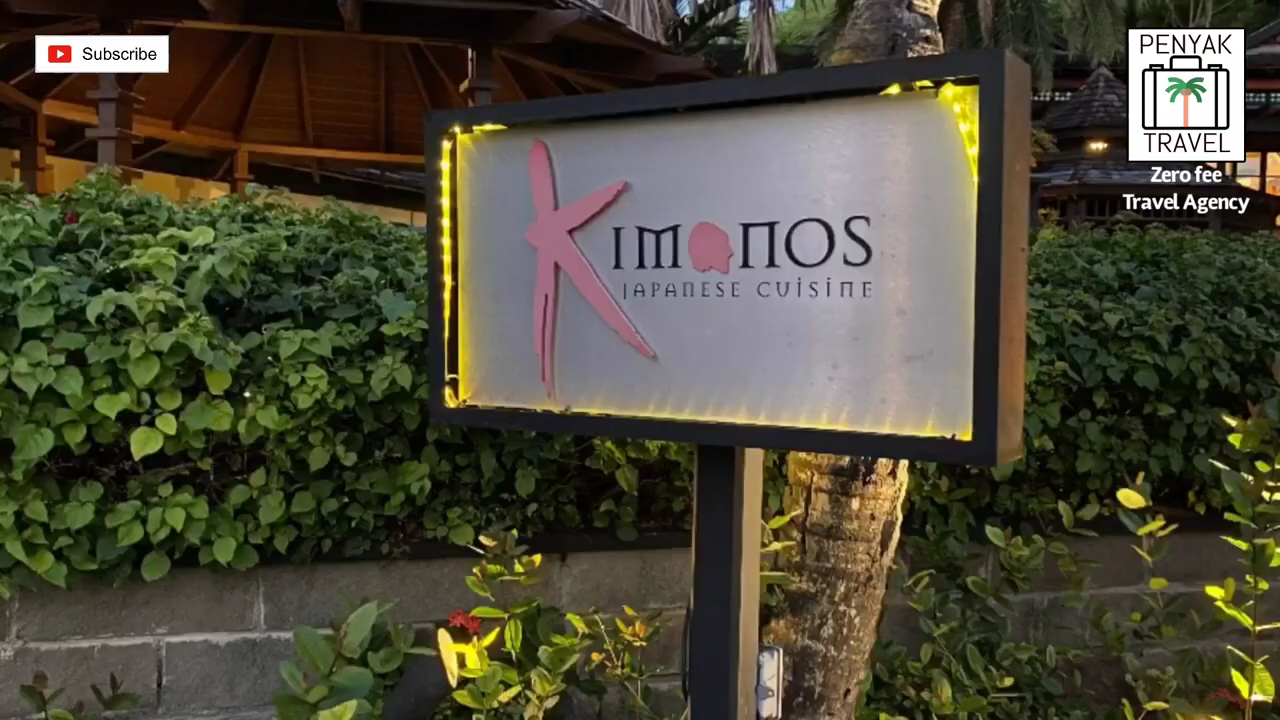 Subscribe
PENYAK
TRAVEL
Zero fee
Travel Agency
KIMONOS
JAPANESE CUISINE